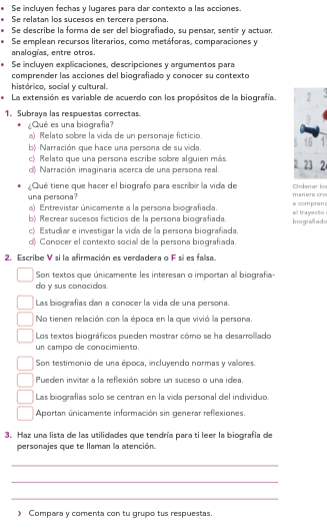 • Se incluyen fechas y lugares para dar contexto a las acciones.
• Se relatan los sucesos en tercera persona.
• Se describe la forma de ser del biografiado, su pensar, sentir y actuar.
• Se emplean recursos literarios, como metáforas, comparaciones y
analogías, entre otros.
• Se incluyen explicaciones, descripciones y argumentos para
comprender las acciones del biografiado y conocer su contexto
histórico, social y cultural.
• La extensión es variable de acuerdo con los propósitos de la biografía.
1. Subraya las respuestas correctas.
• ¿Qué es una biografía?
a) Relato sobre la vida de un personaje ficticio.
b) Narración que hace una persona de su vida.
c) Relato que una persona escribe sobre alguien más.
d) Narración imaginaria acerca de una persona real.
• ¿Qué tiene que hacer el biógrafo para escribir la vida de
una persona?
a) Entrevistar únicamente a la persona biografiada.
b) Recrear sucesos ficticios de la persona biografiada.
c) Estudiar e investigar la vida de la persona biografiada.
d) Conocer el contexto social de la persona biografiada.
2. Escribe V si la afirmación es verdadera o F si es falsa.
Son textos que únicamente les interesan o importan al biografia-
do y sus conocidos.
Las biografías dan a conocer la vida de una persona.
No tienen relación con la época en la que vivió la persona.
Los textos biográficos pueden mostrar cómo se ha desarrollado
un campo de conocimiento.
Son testimonio de una época, incluyendo normas y valores.
Pueden invitar a la reflexión sobre un suceso o una idea.
Las biografías solo se centran en la vida personal del individuo.
Aportan únicamente información sin generar reflexiones.
3. Haz una lista de las utilidades que tendría para ti leer la biografía de
personajes que te llaman la atención.
› Compara y comenta con tu grupo tus respuestas.
2
16
23 24
Ordenar los
manera cro
a comprend
el trayecto
biografiado